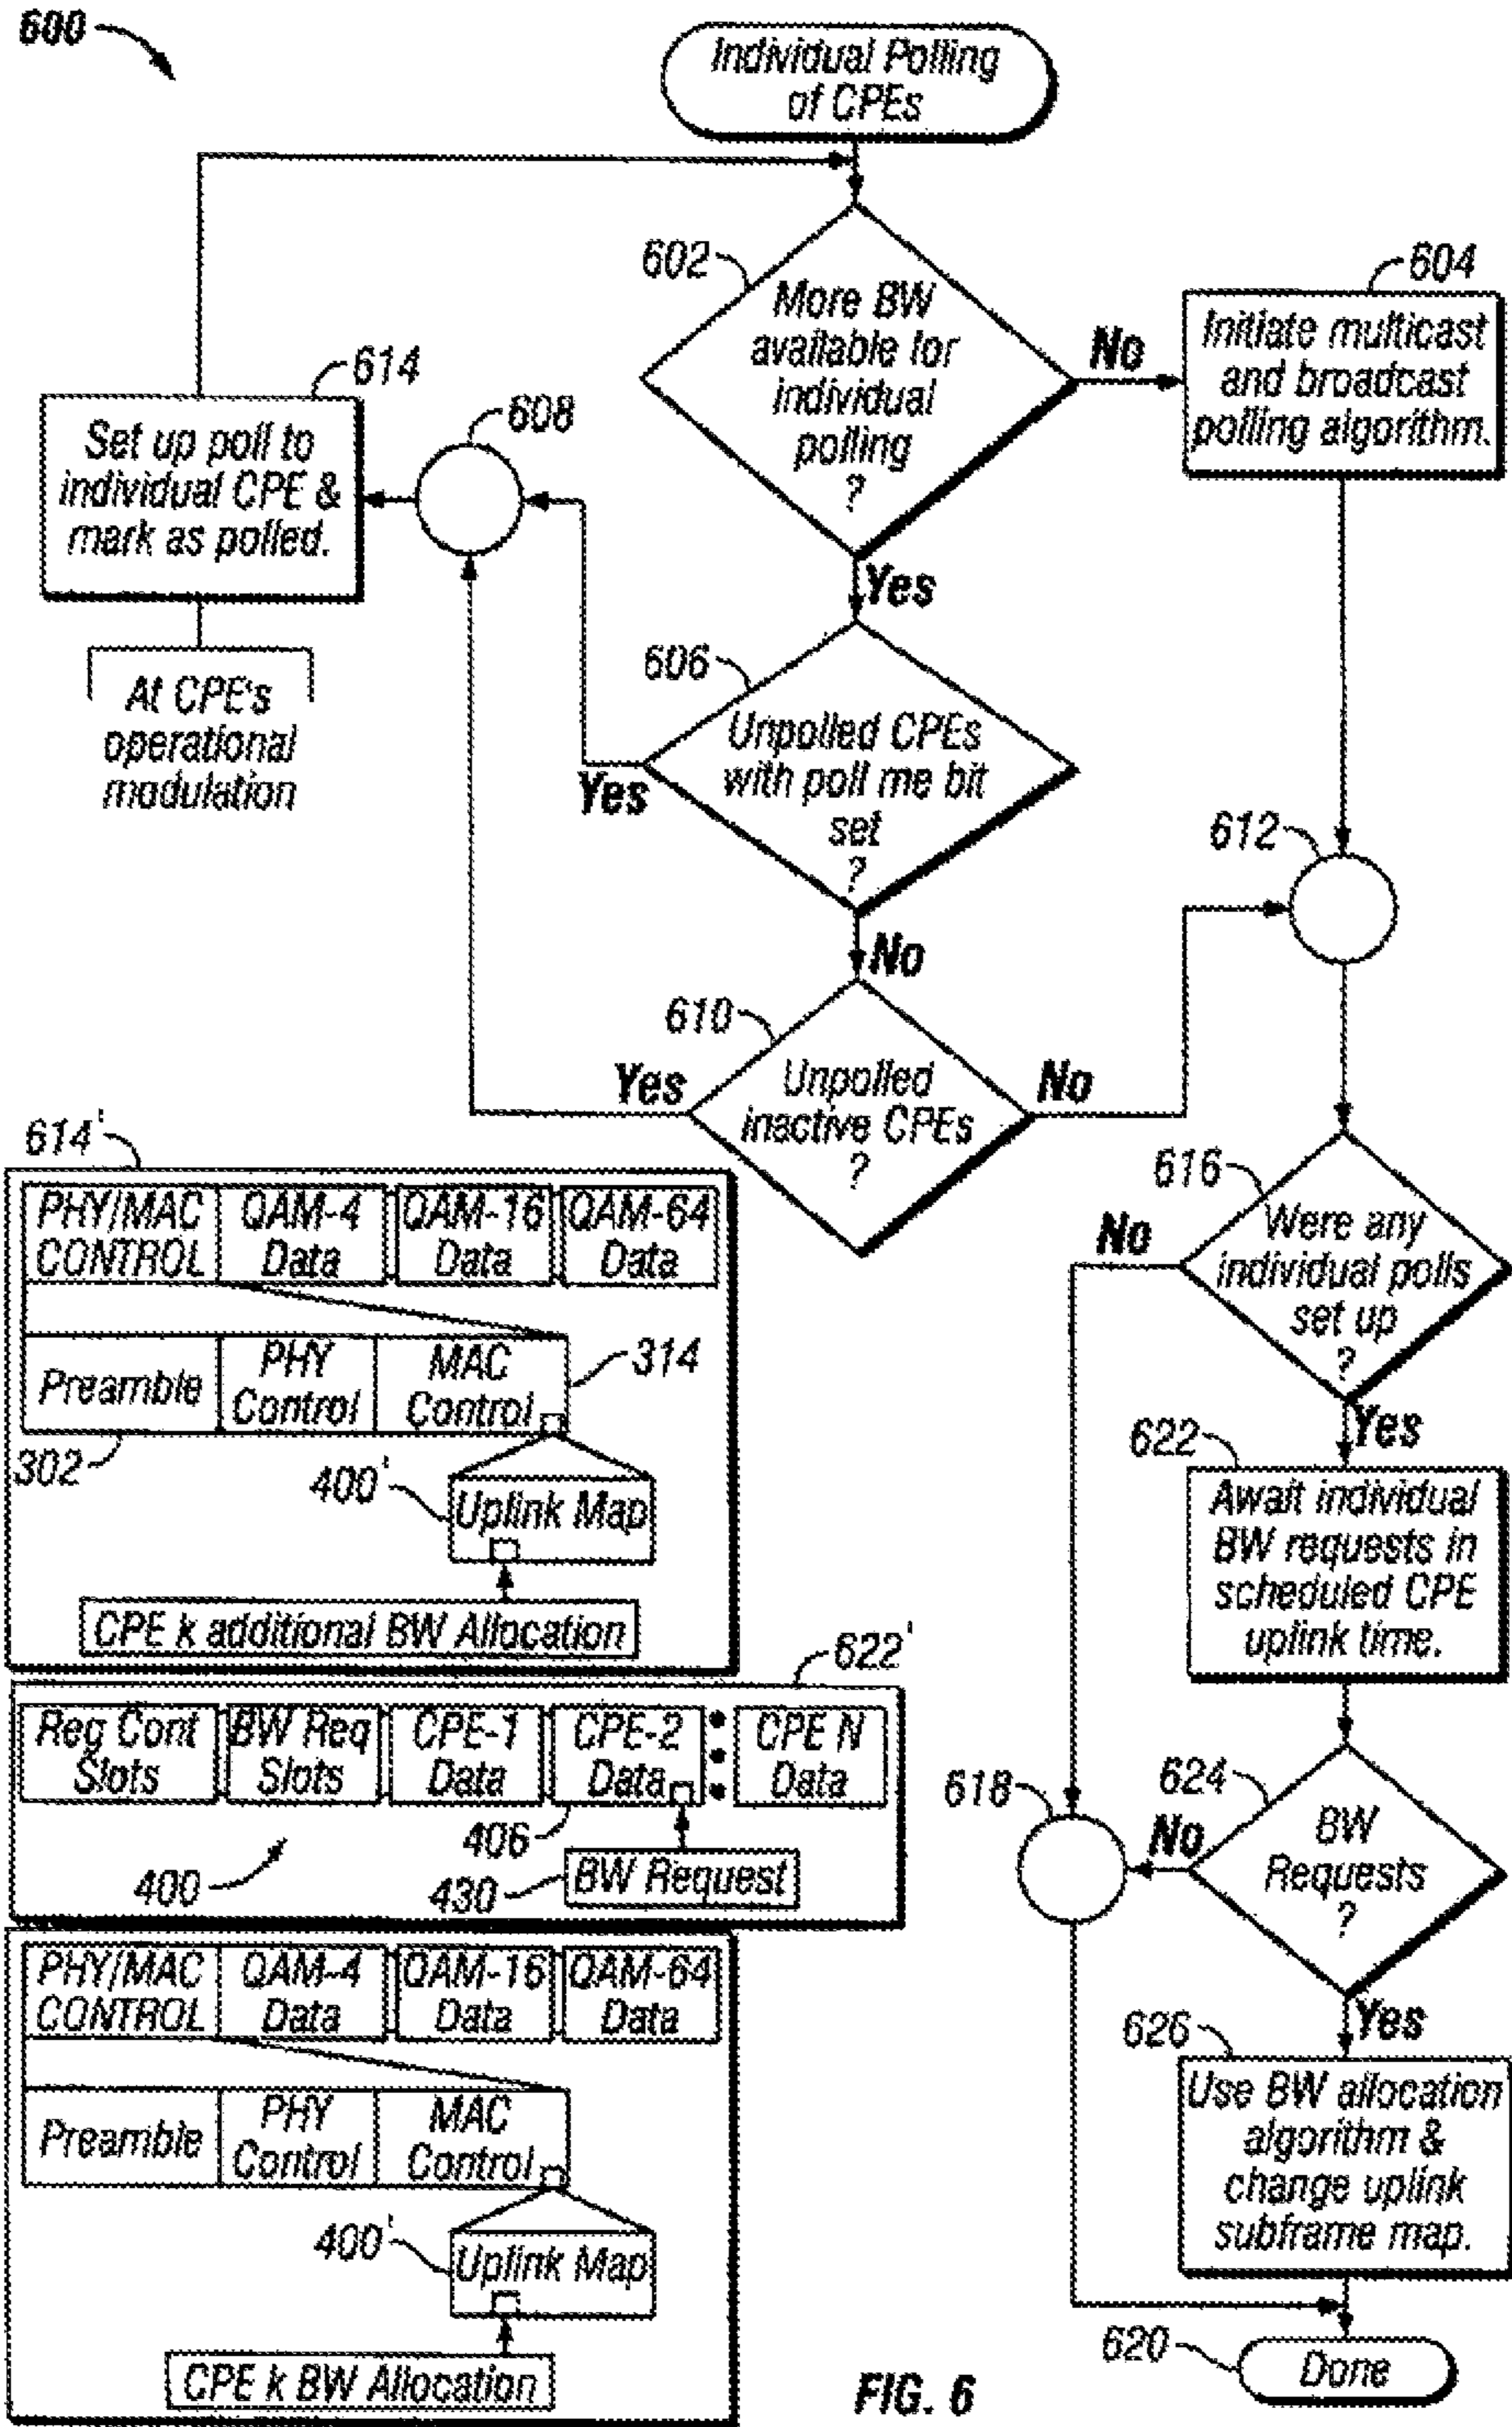 600
Individual Polling
of CPEs
602
More BW
available for
individual
polling
?
No
604
Initiate multicast
and broadcast
polling algorithm.
614
Set up poll to
individual CPE &
mark as polled.
608
At CPE's
operational
modulation
Yes
606
Unpolled CPEs
with poll me bit
set
?
Yes
No
612
610
Unpolled
inactive CPEs
?
Yes
No
616
Were any
individual polls
set up
?
No
Yes
622
Await individual
BW requests in
scheduled CPE
uplink time.
624
BW
Requests
?
No
618
Yes
626
Use BW allocation
algorithm &
change uplink
subframe map.
620
Done
614'
PHY/MAC
CONTROL
QAM-4
Data
QAM-16
Data
QAM-64
Data
Preamble
PHY
Control
MAC
Control
314
302
400'
Uplink Map
CPE k additional BW Allocation
622'
Reg Cont
Slots
BW Req
Slots
CPE-1
Data
CPE-2
Data
CPE N
Data
406
400
430
BW Request
PHY/MAC
CONTROL
QAM-4
Data
QAM-16
Data
QAM-64
Data
Preamble
PHY
Control
MAC
Control
400'
Uplink Map
CPE k BW Allocation
FIG. 6